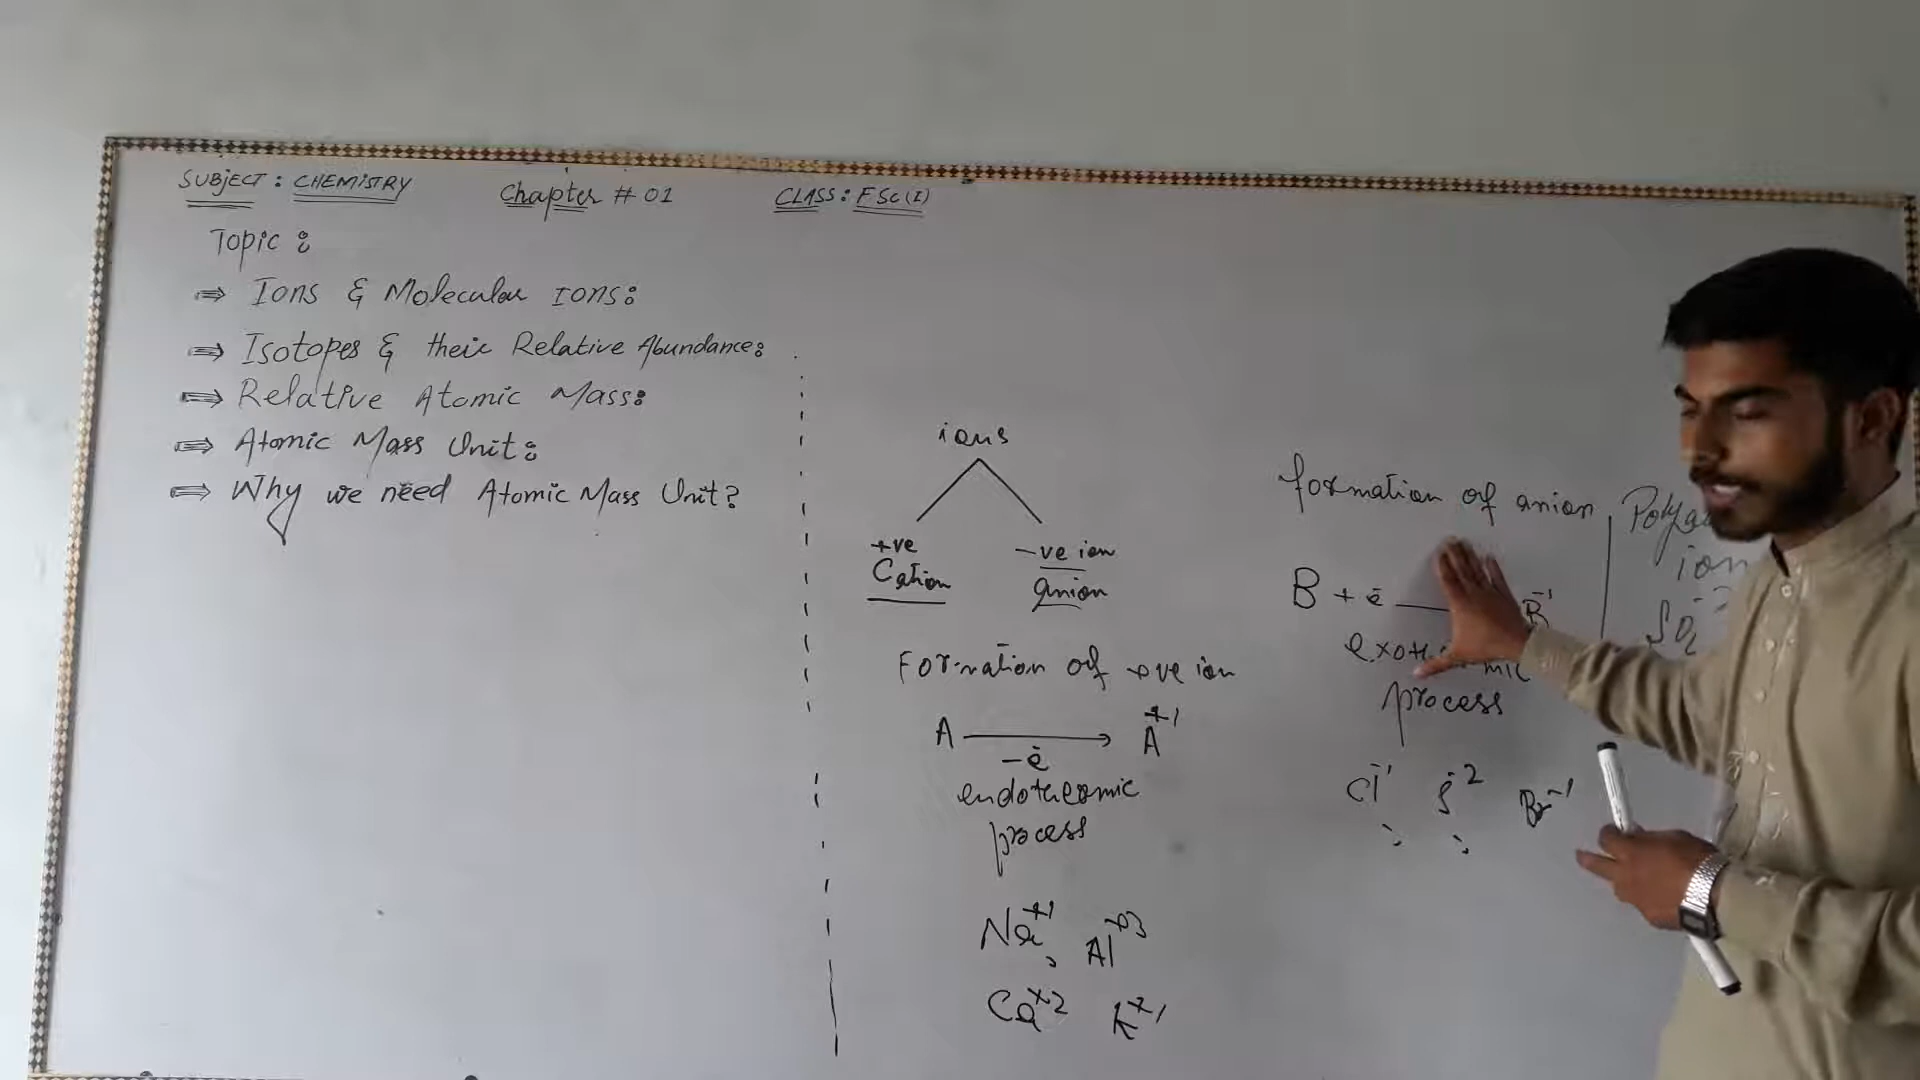 SUBJECT : CHEMISTRY Chapter # 01 CLASS : FSc(I)
Topic :
⇒ Ions & Molecular Ions:
⇒ Isotopes & their Relative Abundance:
⇒ Relative Atomic Mass:
⇒ Atomic Mass Unit:
⇒ Why we need Atomic Mass Unit?
ions
+ve
Cation
-ve ion
anion
Formation of +ve ion
A → A+1
-e
endothermic
process
Na+1, Al+3
Ca+2 K+1
formation of anion
B + e B-1
process
Cl-1 S-2 Br-1
ion